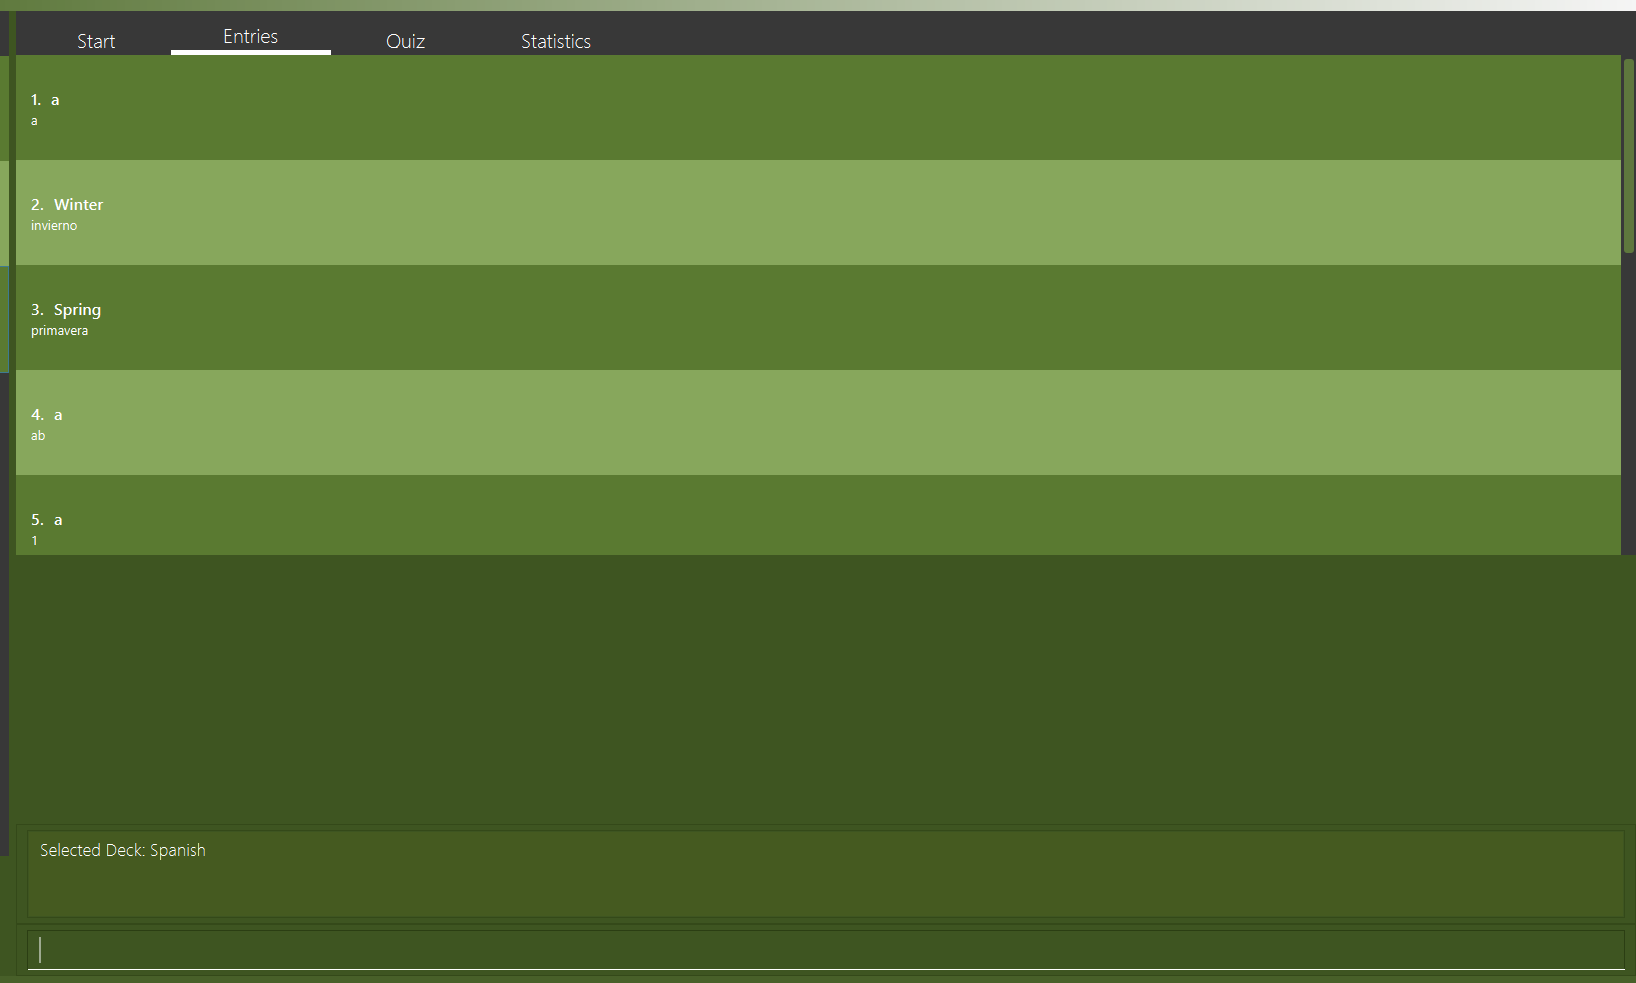 Start Entries Quiz Statistics
1. a
a
2. Winter
invierno
3. Spring
primavera
4. a
ab
5. a
1
Selected Deck: Spanish